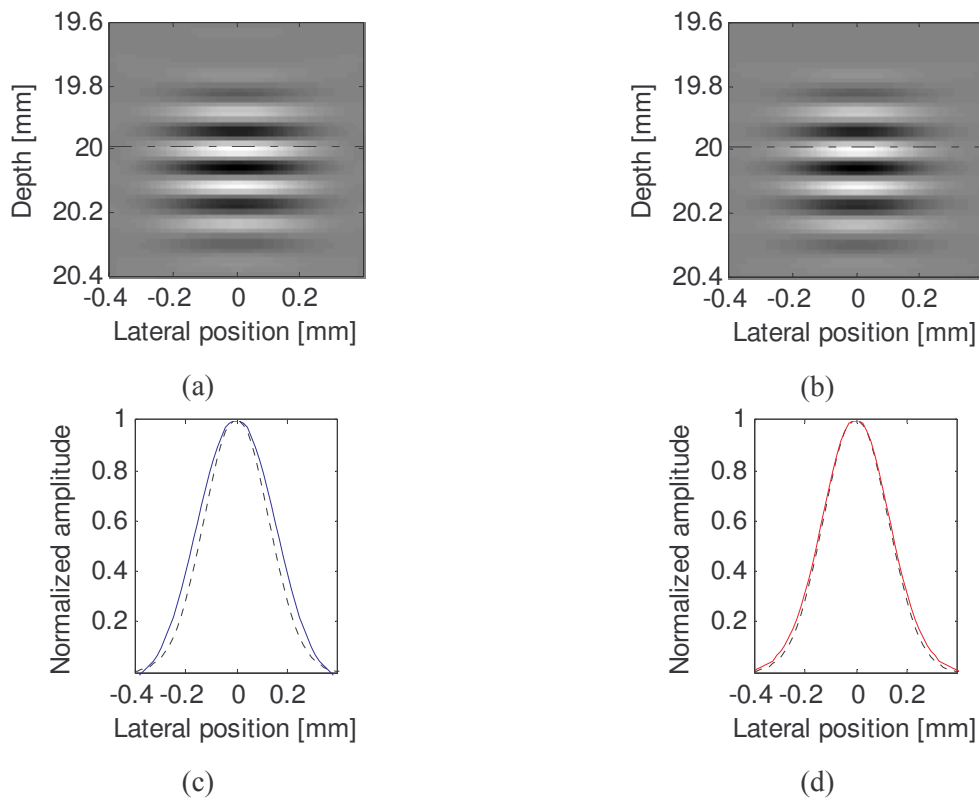 19.6
19.8
20
20.2
20.4
Depth [mm]
-0.4 -0.2 0 0.2
Lateral position [mm]
(a)
19.6
19.8
20
20.2
20.4
Depth [mm]
-0.4 -0.2 0 0.2
Lateral position [mm]
(b)
1
0.8
0.6
0.4
0.2
Normalized amplitude
-0.4 -0.2 0 0.2
Lateral position [mm]
(c)
1
0.8
0.6
0.4
0.2
Normalized amplitude
-0.4 -0.2 0 0.2
Lateral position [mm]
(d)